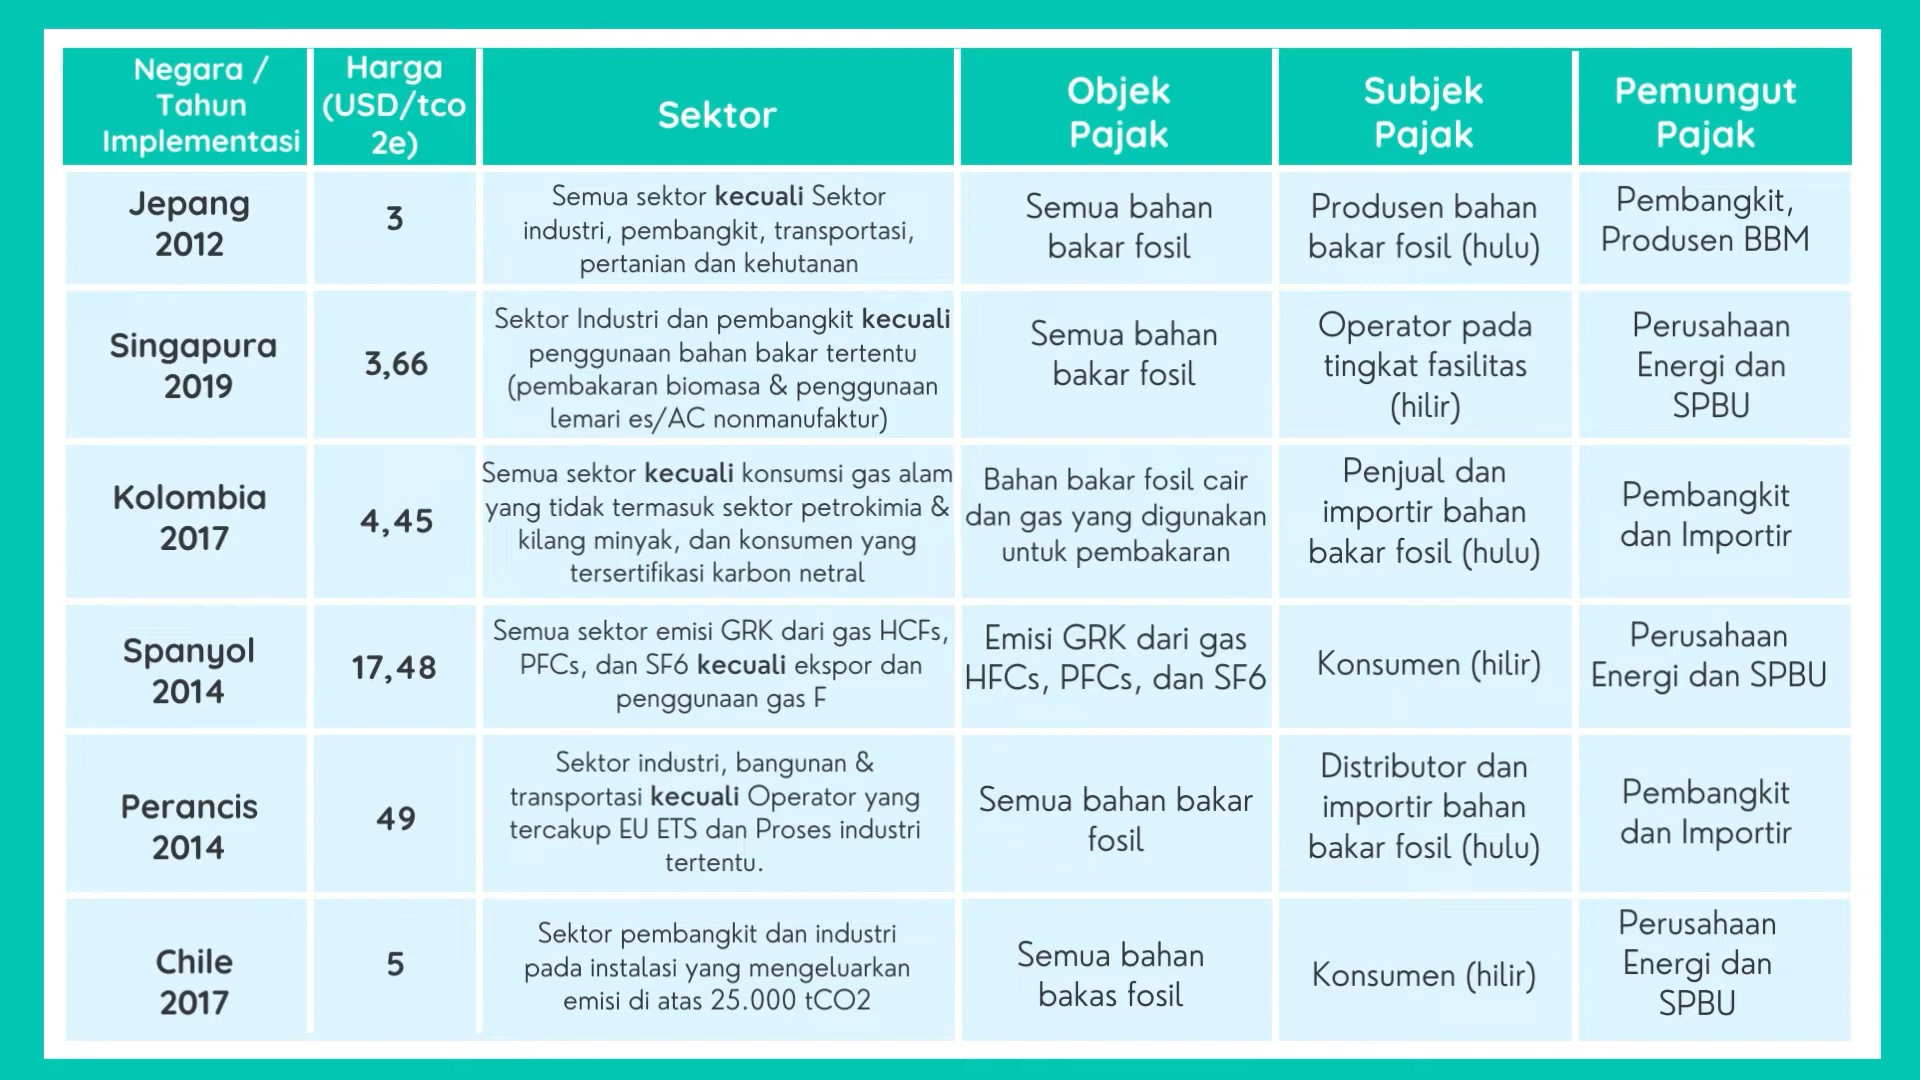 Negara /
Tahun
Implementasi
Harga
(USD/tco
2e)
Sektor
Objek
Pajak
Subjek
Pajak
Pemungut
Pajak
Jepang
2012
3
Semua sektor kecuali Sektor
industri, pembangkit, transportasi,
pertanian dan kehutanan
Semua bahan
bakar fosil
Produsen bahan
bakar fosil (hulu)
Pembangkit,
Produsen BBM
Singapura
2019
3,66
Sektor Industri dan pembangkit kecuali
penggunaan bahan bakar tertentu
(pembakaran biomasa & penggunaan
lemari es/AC nonmanufaktur)
Semua bahan
bakar fosil
Operator pada
tingkat fasilitas
(hilir)
Perusahaan
Energi dan
SPBU
Kolombia
2017
4,45
Semua sektor kecuali konsumsi gas alam
yang tidak termasuk sektor petrokimia &
kilang minyak, dan konsumen yang
tersertifikasi karbon netral
Bahan bakar fosil cair
dan gas yang digunakan
untuk pembakaran
Penjual dan
importir bahan
bakar fosil (hulu)
Pembangkit
dan Importir
Spanyol
2014
17,48
Semua sektor emisi GRK dari gas HCFs,
PFCs, dan SF6 kecuali ekspor dan
penggunaan gas F
Emisi GRK dari gas
HFCs, PFCs, dan SF6
Konsumen (hilir)
Perusahaan
Energi dan SPBU
Perancis
2014
49
Sektor industri, bangunan &
transportasi kecuali Operator yang
tercakup EU ETS dan Proses industri
tertentu.
Semua bahan bakar
fosil
Distributor dan
importir bahan
bakar fosil (hulu)
Pembangkit
dan Importir
Chile
2017
5
Sektor pembangkit dan industri
pada instalasi yang mengeluarkan
emisi di atas 25.000 tCO2
Semua bahan
bakas fosil
Konsumen (hilir)
Perusahaan
Energi dan
SPBU